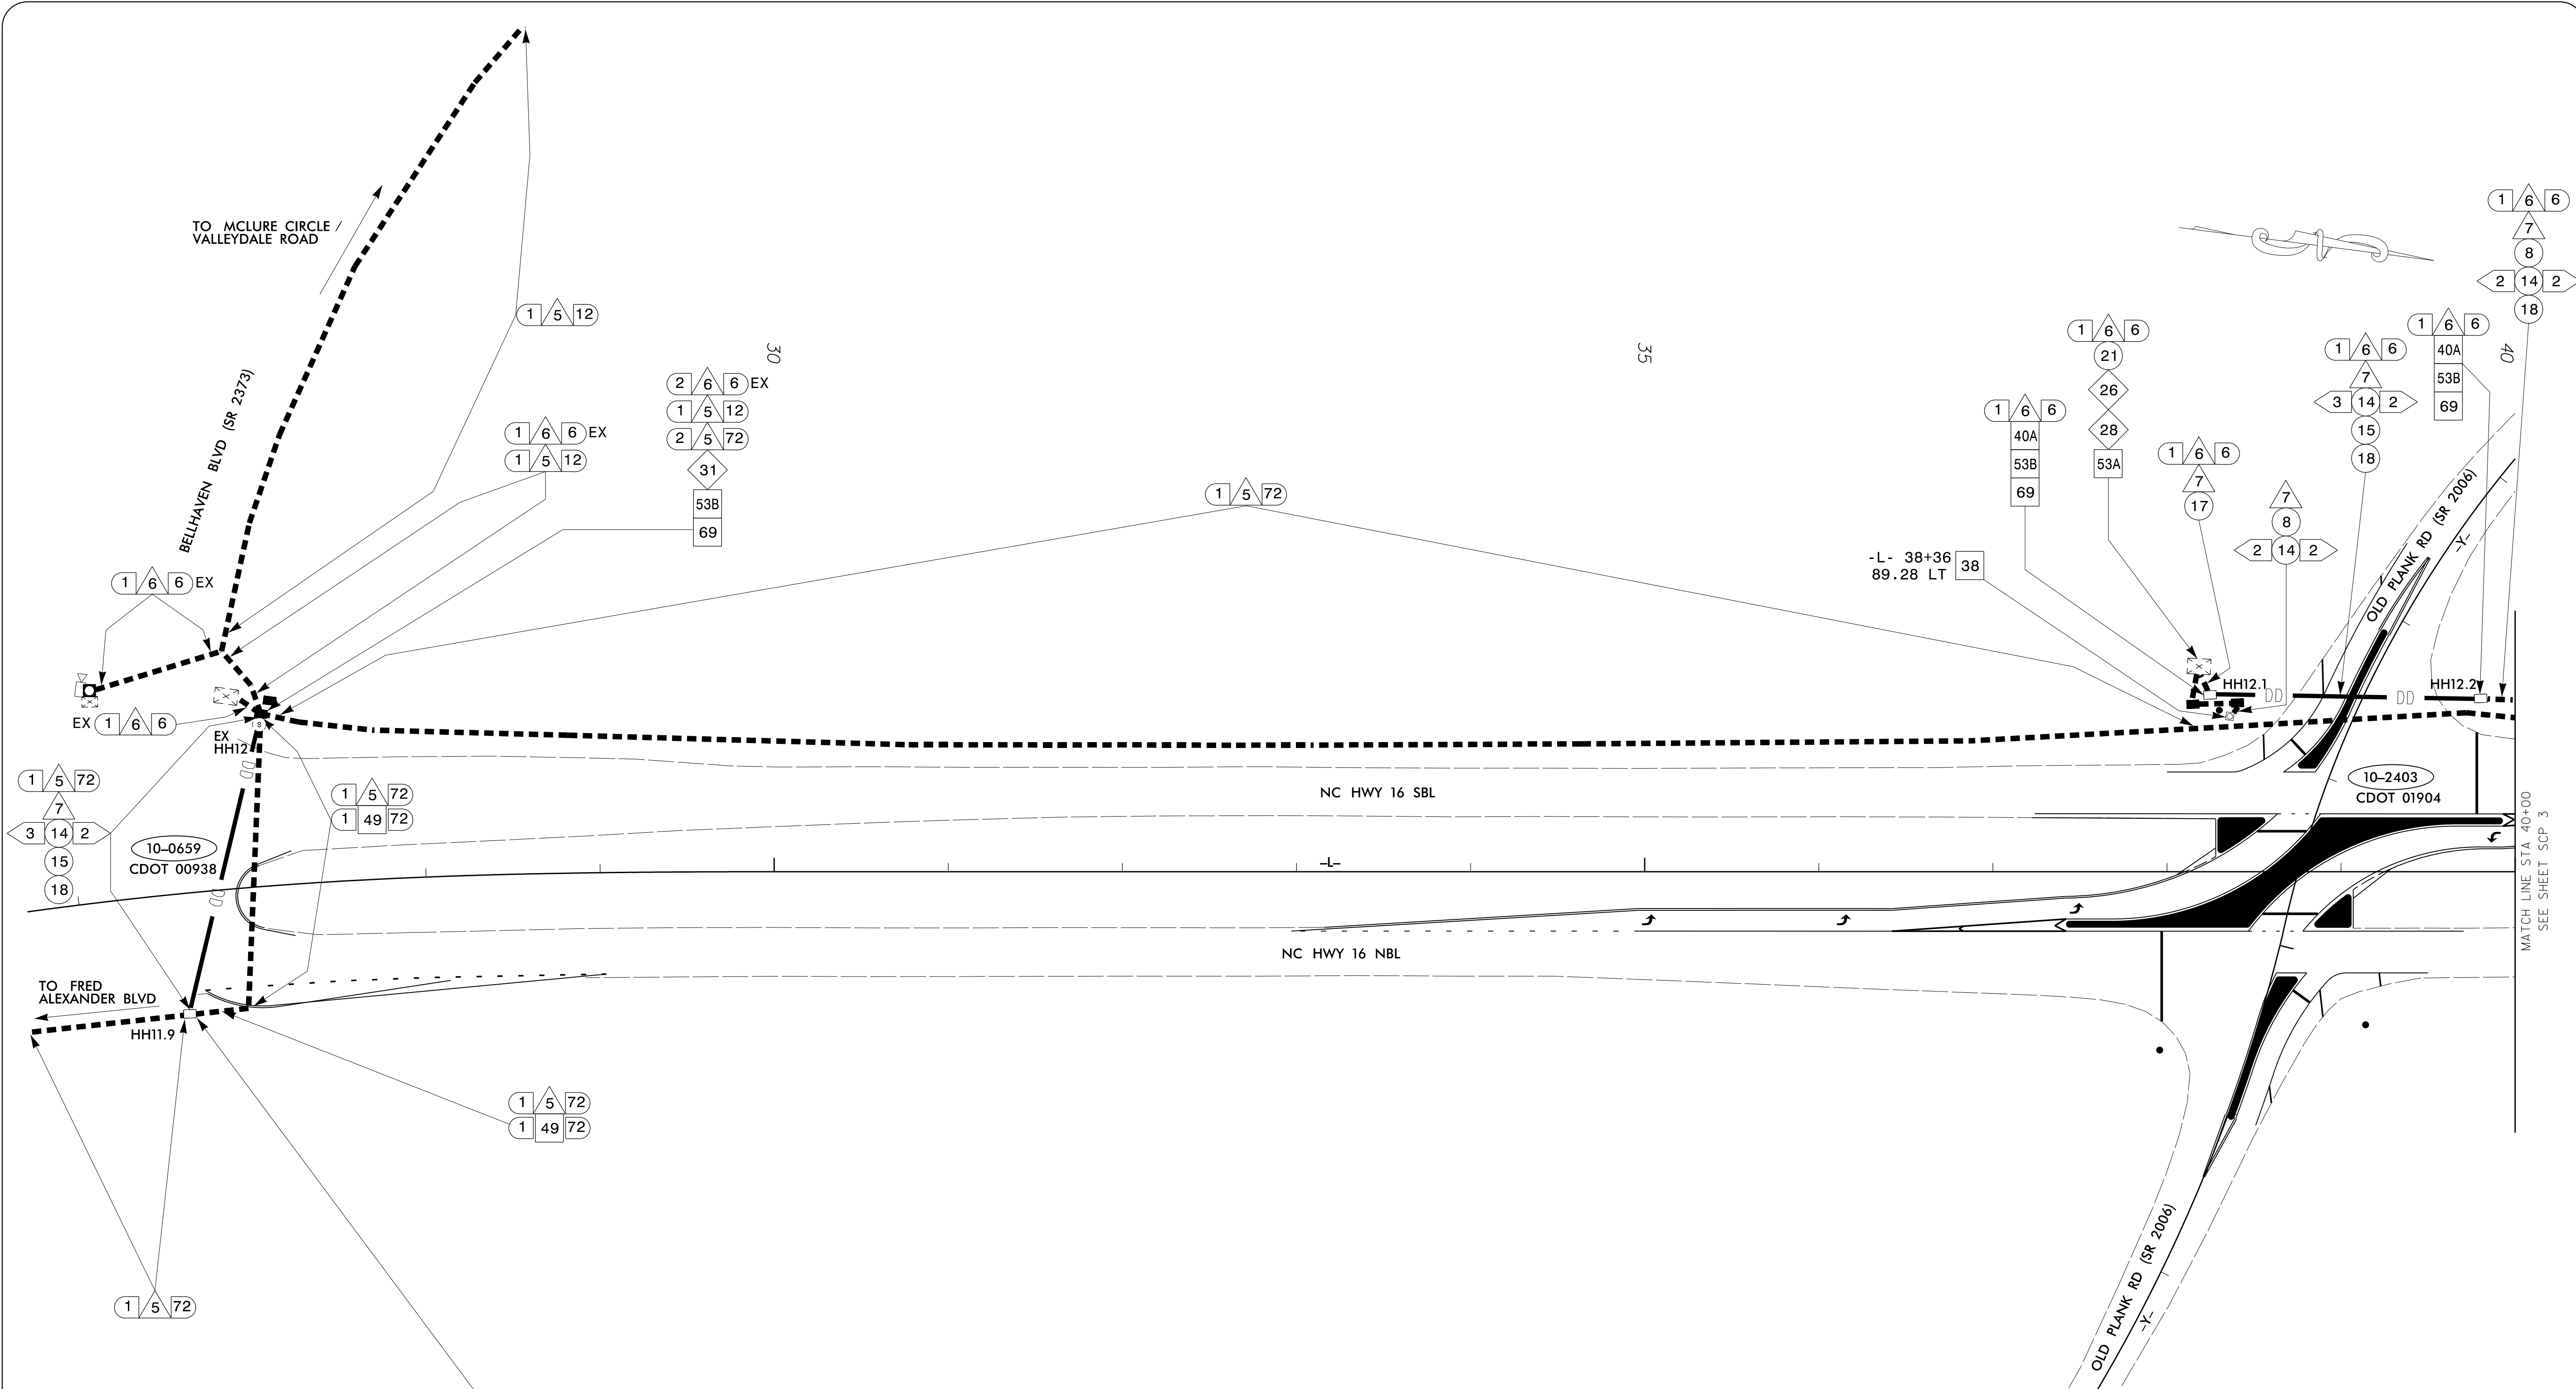 TO MCLURE CIRCLE /
VALLEYDALE ROAD
BELLHAVEN BLVD (SR 2373)
1 5 12
30
35
40
1 6 6
7
8
2 14 2
18
1 6 6
40A
53B
69
1 6 6
7
3 14 2
15
18
1 6 6
21
26
28
53A
1 6 6
40A
53B
69
1 6 6
7
17
7
8
2 14 2
2 6 6 EX
1 5 12
2 5 72
31
53B
69
1 6 6 EX
1 5 12
1 5 72
-L- 38+36
89.28 LT
38
1 6 6 EX
EX 1 6 6
EX
HH12
HH12.1
DD
DD
HH12.2
OLD PLANK RD (SR 2006)
-Y-
1 5 72
7
3 14 2
15
18
1 5 72
1 49 72
10-0659
CDOT 00938
NC HWY 16 SBL
10-2403
CDOT 01904
-L-
MATCH LINE STA 40+00
SEE SHEET SCP 3
NC HWY 16 NBL
TO FRED
ALEXANDER BLVD
HH11.9
1 5 72
1 49 72
1 5 72
OLD PLANK RD (SR 2006)
-Y-